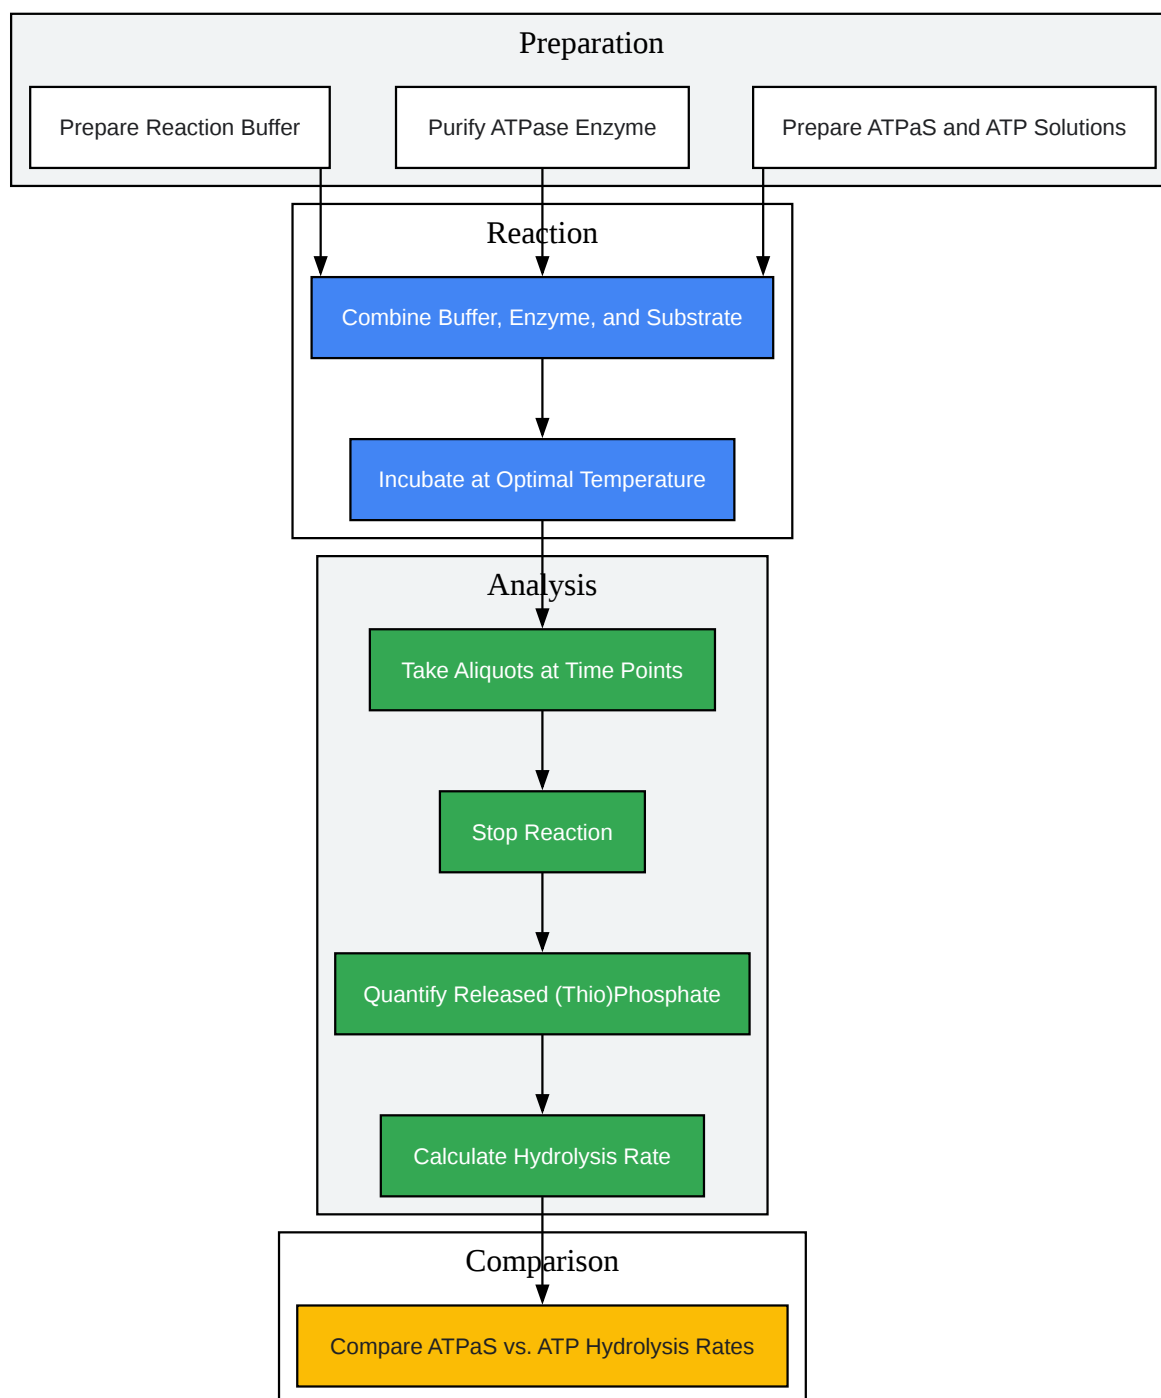 Preparation
Prepare Reaction Buffer
Purify ATPase Enzyme
Prepare ATPaS and ATP Solutions
Reaction
Combine Buffer, Enzyme, and Substrate
Incubate at Optimal Temperature
Analysis
Take Aliquots at Time Points
Stop Reaction
Quantify Released (Thio)Phosphate
Calculate Hydrolysis Rate
Comparison
Compare ATPaS vs. ATP Hydrolysis Rates